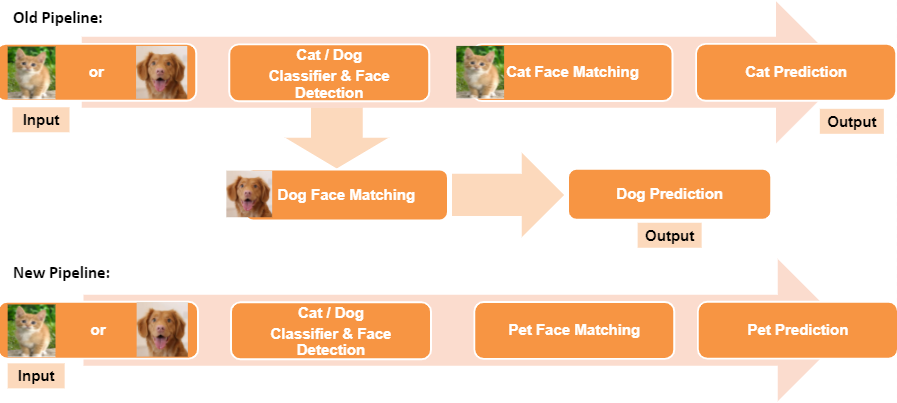 Old Pipeline:
or
Cat / Dog
Classifier & Face
Detection
Cat Face Matching
Cat Prediction
Input
Output
Dog Face Matching
Dog Prediction
Output
New Pipeline:
or
Cat / Dog
Classifier & Face
Detection
Pet Face Matching
Pet Prediction
Input